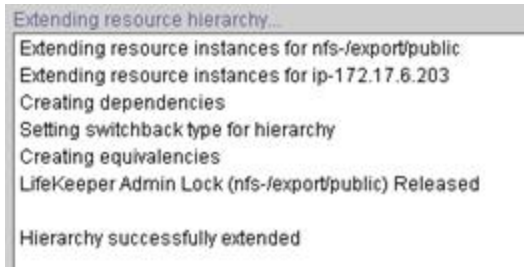 Extending resource hierarchy...
Extending resource instances for nfs-/export/public
Extending resource instances for ip-172.17.6.203
Creating dependencies
Setting switchback type for hierarchy
Creating equivalencies
LifeKeeper Admin Lock (nfs-/export/public) Released
Hierarchy successfully extended